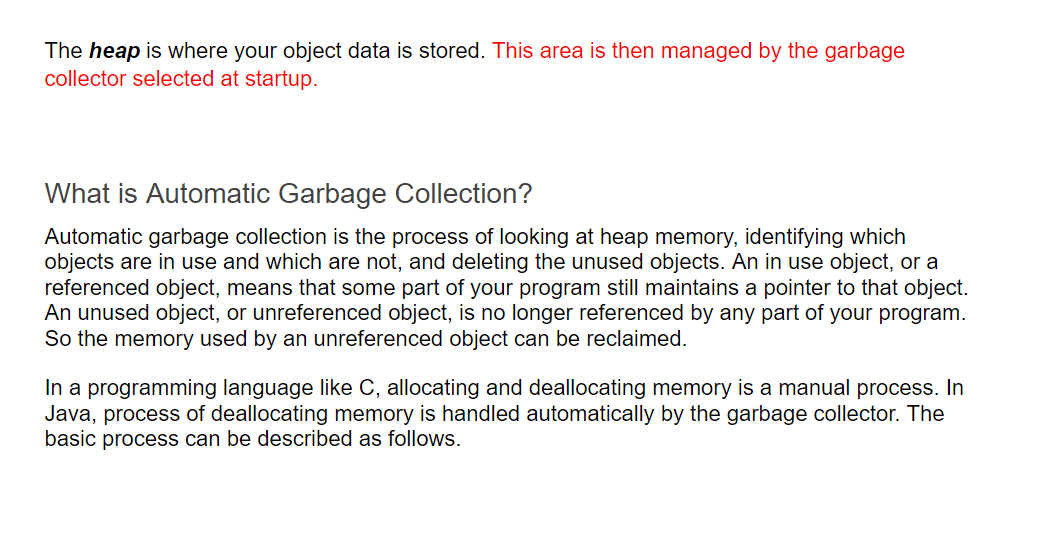 The heap is where your object data is stored. This area is then managed by the garbage
collector selected at startup.
What is Automatic Garbage Collection?
Automatic garbage collection is the process of looking at heap memory, identifying which
objects are in use and which are not, and deleting the unused objects. An in use object, or a
referenced object, means that some part of your program still maintains a pointer to that object.
An unused object, or unreferenced object, is no longer referenced by any part of your program.
So the memory used by an unreferenced object can be reclaimed.
In a programming language like C, allocating and deallocating memory is a manual process. In
Java, process of deallocating memory is handled automatically by the garbage collector. The
basic process can be described as follows.